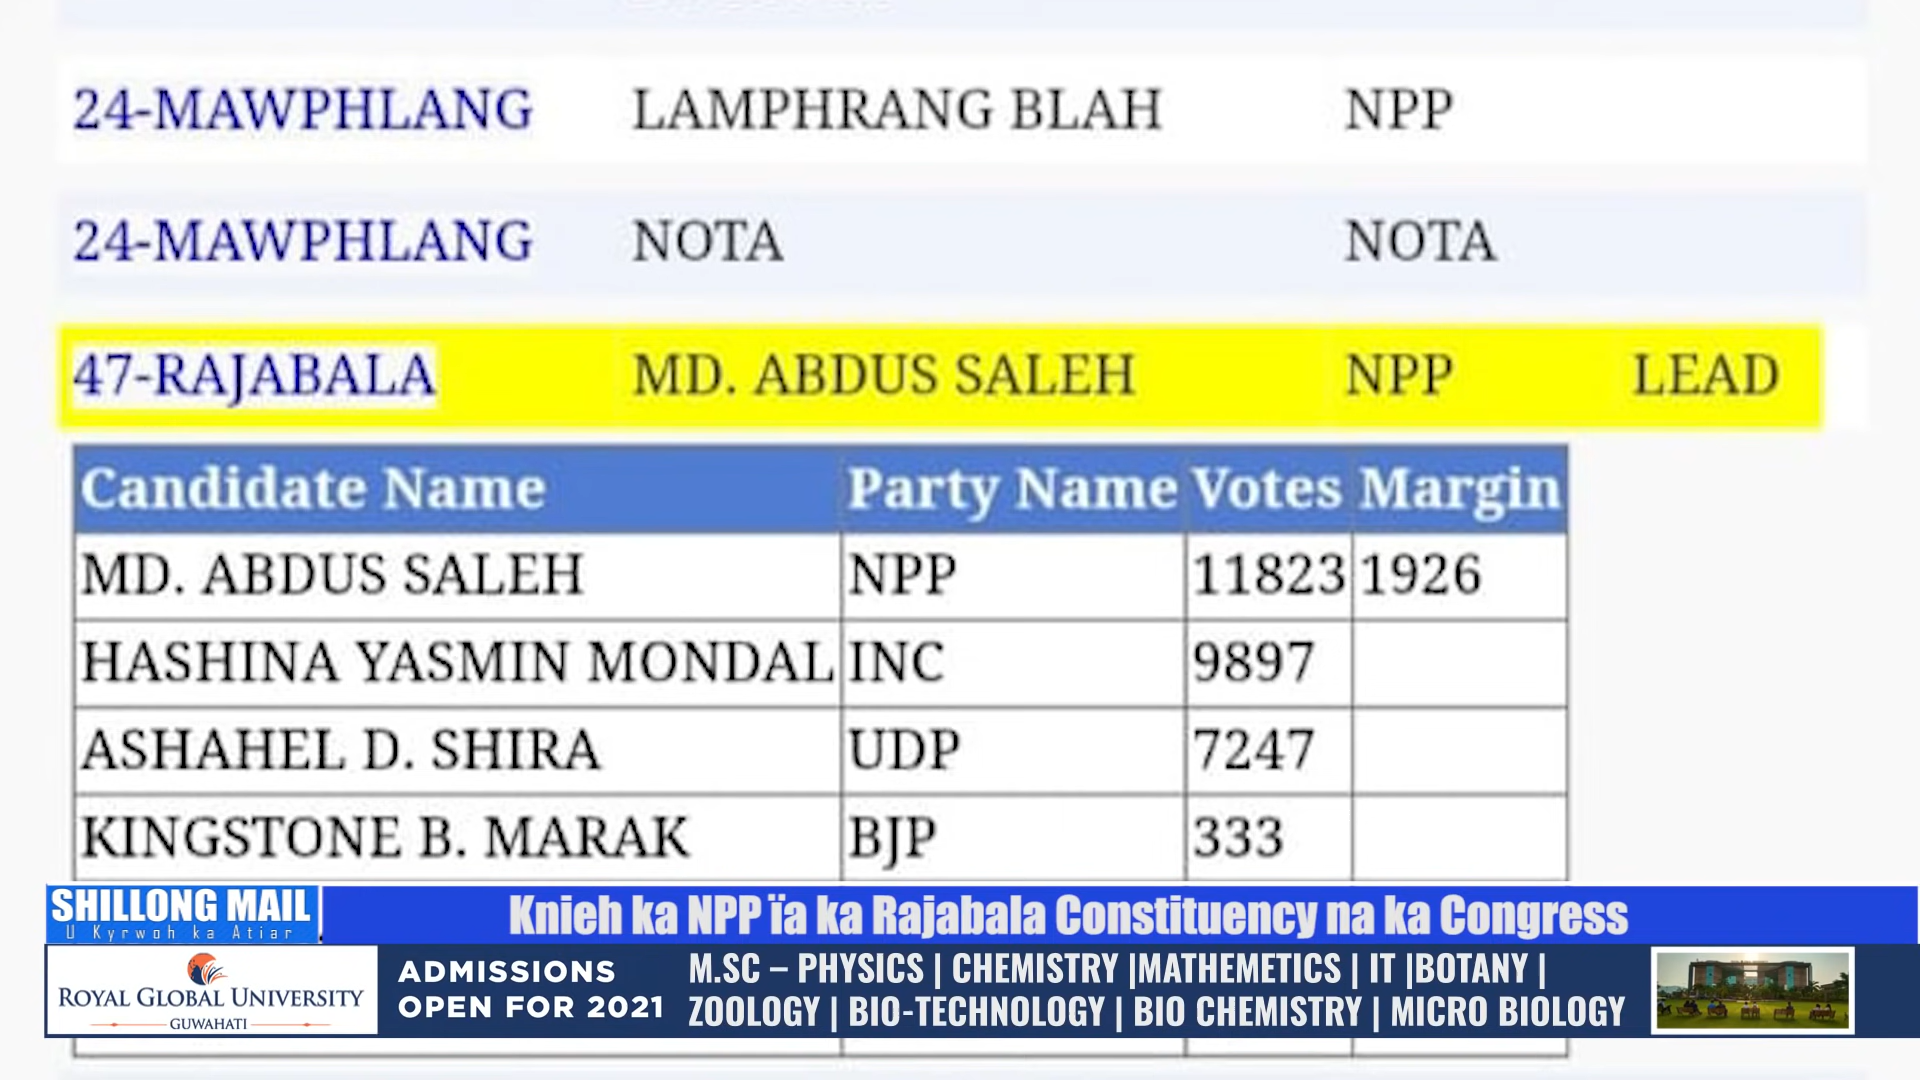 24-MAWPHLANG LAMPHRANG BLAH NPP
24-MAWPHLANG NOTA NOTA
47-RAJABALA MD. ABDUS SALEH NPP LEAD
Candidate Name Party Name Votes Margin
MD. ABDUS SALEH NPP 11823 1926
HASHINA YASMIN MONDAL INC 9897
ASHAHEL D. SHIRA UDP 7247
KINGSTONE B. MARAK BJP 333
SHILLONG MAIL
U Kyrwoh ka Atiar
Knieh ka NPP ïa ka Rajabala Constituency na ka Congress
ROYAL GLOBAL UNIVERSITY
GUWAHATI
ADMISSIONS
OPEN FOR 2021
M.SC – PHYSICS | CHEMISTRY |MATHEMETICS | IT |BOTANY |
ZOOLOGY | BIO-TECHNOLOGY | BIO CHEMISTRY | MICRO BIOLOGY